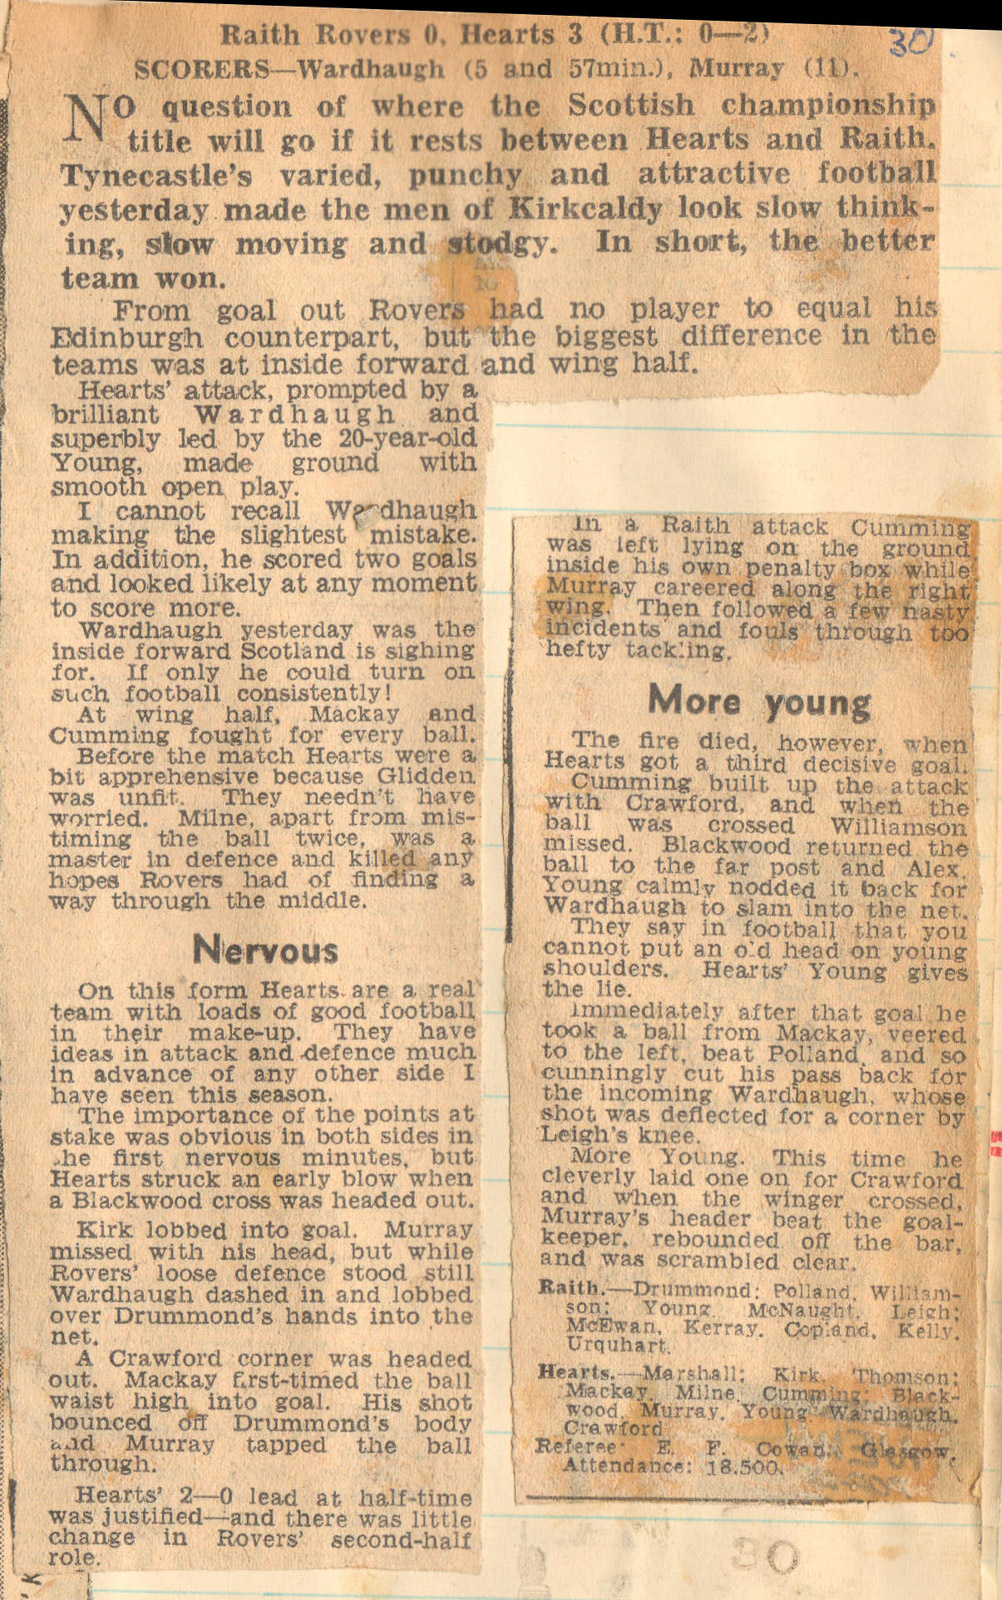 Raith Rovers 0, Hearts 3 (H.T.: 0—2)
30
SCORERS—Wardhaugh (5 and 57min.), Murray (11).
NO question of where the Scottish championship
title will go if it rests between Hearts and Raith.
Tynecastle's varied, punchy and attractive football
yesterday made the men of Kirkcaldy look slow think-
ing, slow moving and stodgy. In short, the better
team won.
From goal out Rovers had no player to equal his
Edinburgh counterpart, but the biggest difference in the
teams was at inside forward and wing half.
Hearts' attack, prompted by a
brilliant Wardhaugh and
superbly led by the 20-year-old
Young, made ground with
smooth open play.
I cannot recall Wardhaugh
making the slightest mistake.
In addition, he scored two goals
and looked likely at any moment
to score more.
Wardhaugh yesterday was the
inside forward Scotland is sighing
for. If only he could turn on
such football consistently!
At wing half, Mackay and
Cumming fought for every ball.
Before the match Hearts were a
bit apprehensive because Glidden
was unfit. They needn't have
worried. Milne, apart from mis-
timing the ball twice, was a
master in defence and killed any
hopes Rovers had of finding a
way through the middle.
Nervous
On this form Hearts are a real
team with loads of good football
in their make-up. They have
ideas in attack and defence much
in advance of any other side I
have seen this season.
The importance of the points at
stake was obvious in both sides in
the first nervous minutes, but
Hearts struck an early blow when
a Blackwood cross was headed out.
Kirk lobbed into goal. Murray
missed with his head, but while
Rovers' loose defence stood still
Wardhaugh dashed in and lobbed
over Drummond's hands into the
net.
A Crawford corner was headed
out. Mackay first-timed the ball
waist high into goal. His shot
bounced off Drummond's body
and Murray tapped the ball
through.
Hearts' 2—0 lead at half-time
was justified—and there was little
change in Rovers' second-half
role.
In a Raith attack Cumming
was left lying on the ground
inside his own penalty box while
Murray careered along the right
wing. Then followed a few nasty
incidents and fouls through too
hefty tackling.
More young
The fire died, however, when
Hearts got a third decisive goal.
Cumming built up the attack
with Crawford, and when the
ball was crossed Williamson
missed. Blackwood returned the
ball to the far post and Alex.
Young calmly nodded it back for
Wardhaugh to slam into the net.
They say in football that you
cannot put an old head on young
shoulders. Hearts' Young gives
the lie.
Immediately after that goal he
took a ball from Mackay, veered
to the left, beat Polland, and so
cunningly cut his pass back for
the incoming Wardhaugh, whose
shot was deflected for a corner by
Leigh's knee.
More Young. This time he
cleverly laid one on for Crawford
and when the winger crossed,
Murray's header beat the goal-
keeper, rebounded off the bar,
and was scrambled clear.
Raith.—Drummond; Polland, William-
son; Young, McNaught, Leigh;
McEwan, Kerray, Copland, Kelly,
Urquhart.
Hearts.—Marshall; Kirk, Thomson;
Mackay, Milne, Cumming; Black-
wood, Murray, Young Wardhaugh,
Crawford
Referee: E. F. Cowan, Glasgow.
Attendance: 18,500.
30